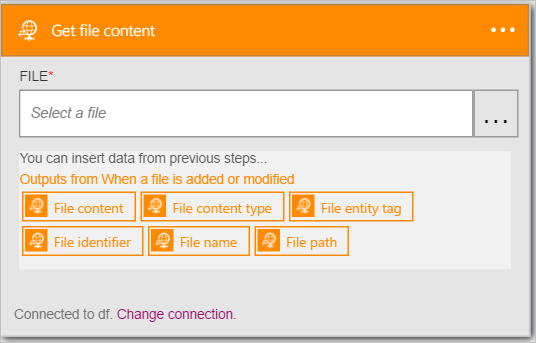 Get file content
...
FILE*
Select a file
...
You can insert data from previous steps...
Outputs from When a file is added or modified
File content File content type File entity tag
File identifier File name File path
Connected to df. Change connection.